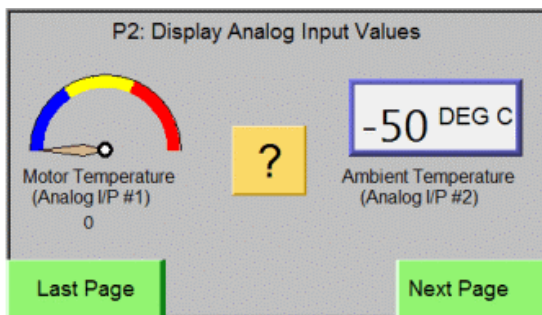 P2: Display Analog Input Values
-50 DEG C
?
Motor Temperature
(Analog I/P #1)
0
Ambient Temperature
(Analog I/P #2)
Last Page
Next Page